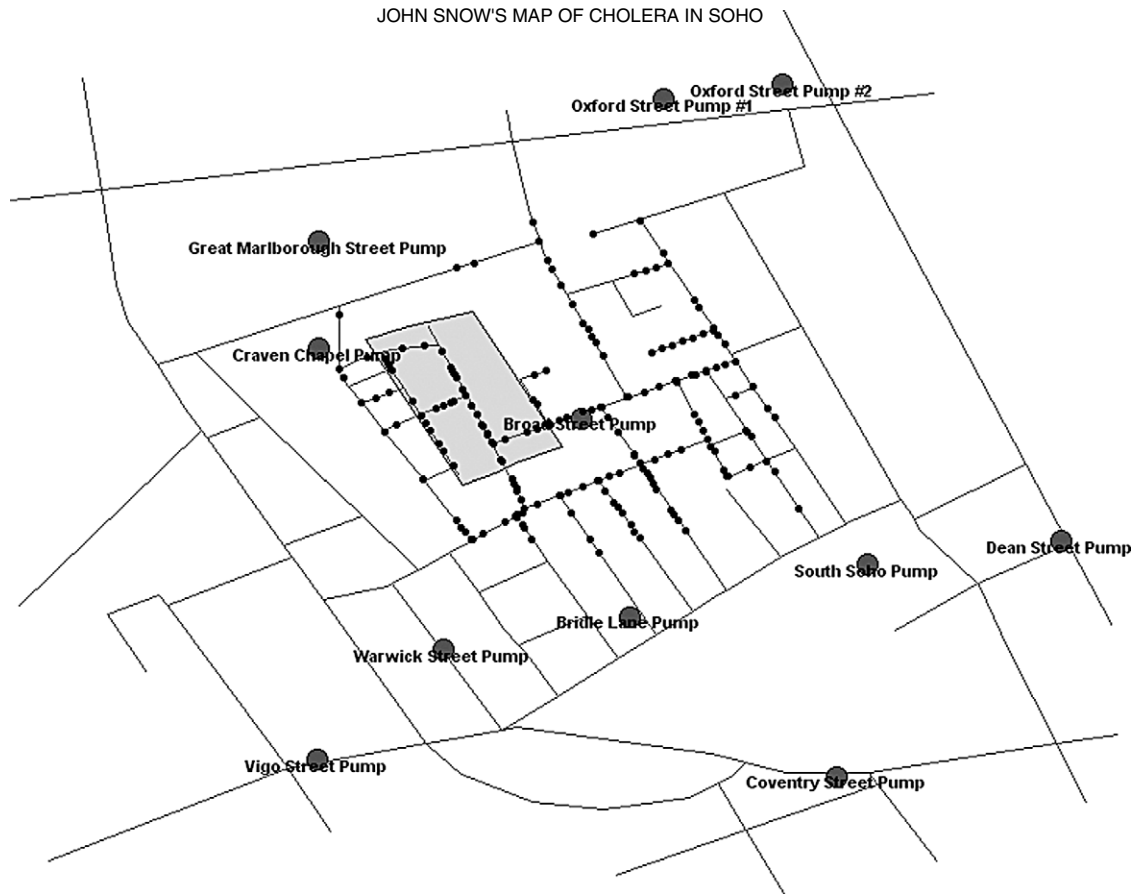 JOHN SNOW'S MAP OF CHOLERA IN SOHO
Oxford Street Pump #2
Oxford Street Pump #1
Great Marlborough Street Pump
Craven Chapel Pump
Broad Street Pump
Dean Street Pump
South Soho Pump
Bridle Lane Pump
Warwick Street Pump
Vigo Street Pump
Coventry Street Pump